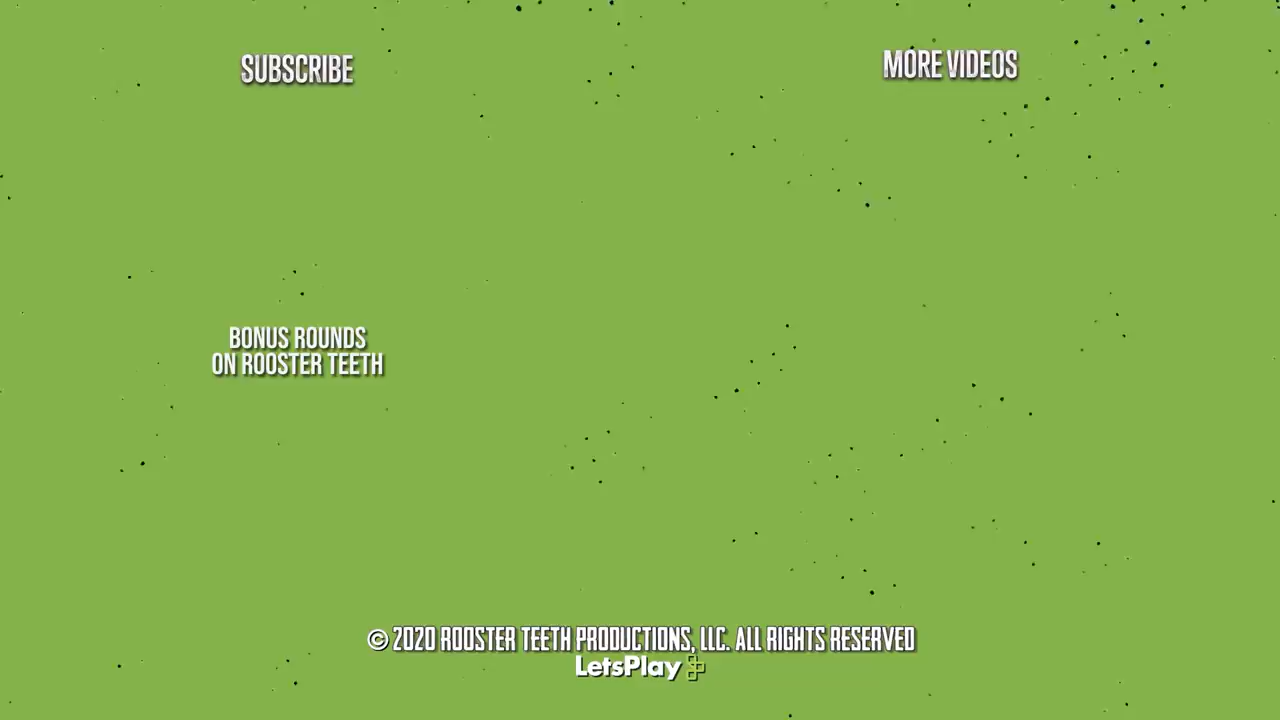 SUBSCRIBE
MORE VIDEOS
BONUS ROUNDS
ON ROOSTER TEETH
© 2020 ROOSTER TEETH PRODUCTIONS, LLC. ALL RIGHTS RESERVED
LetsPlay